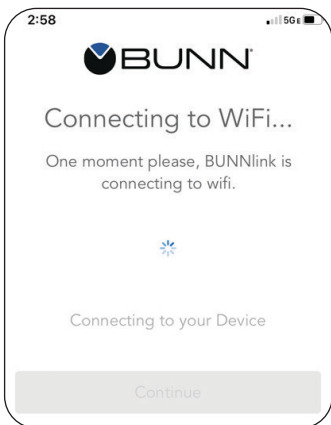 2:58
5G E
BUNN
Connecting to WiFi...
One moment please, BUNNlink is
connecting to wifi.
Connecting to your Device
Continue